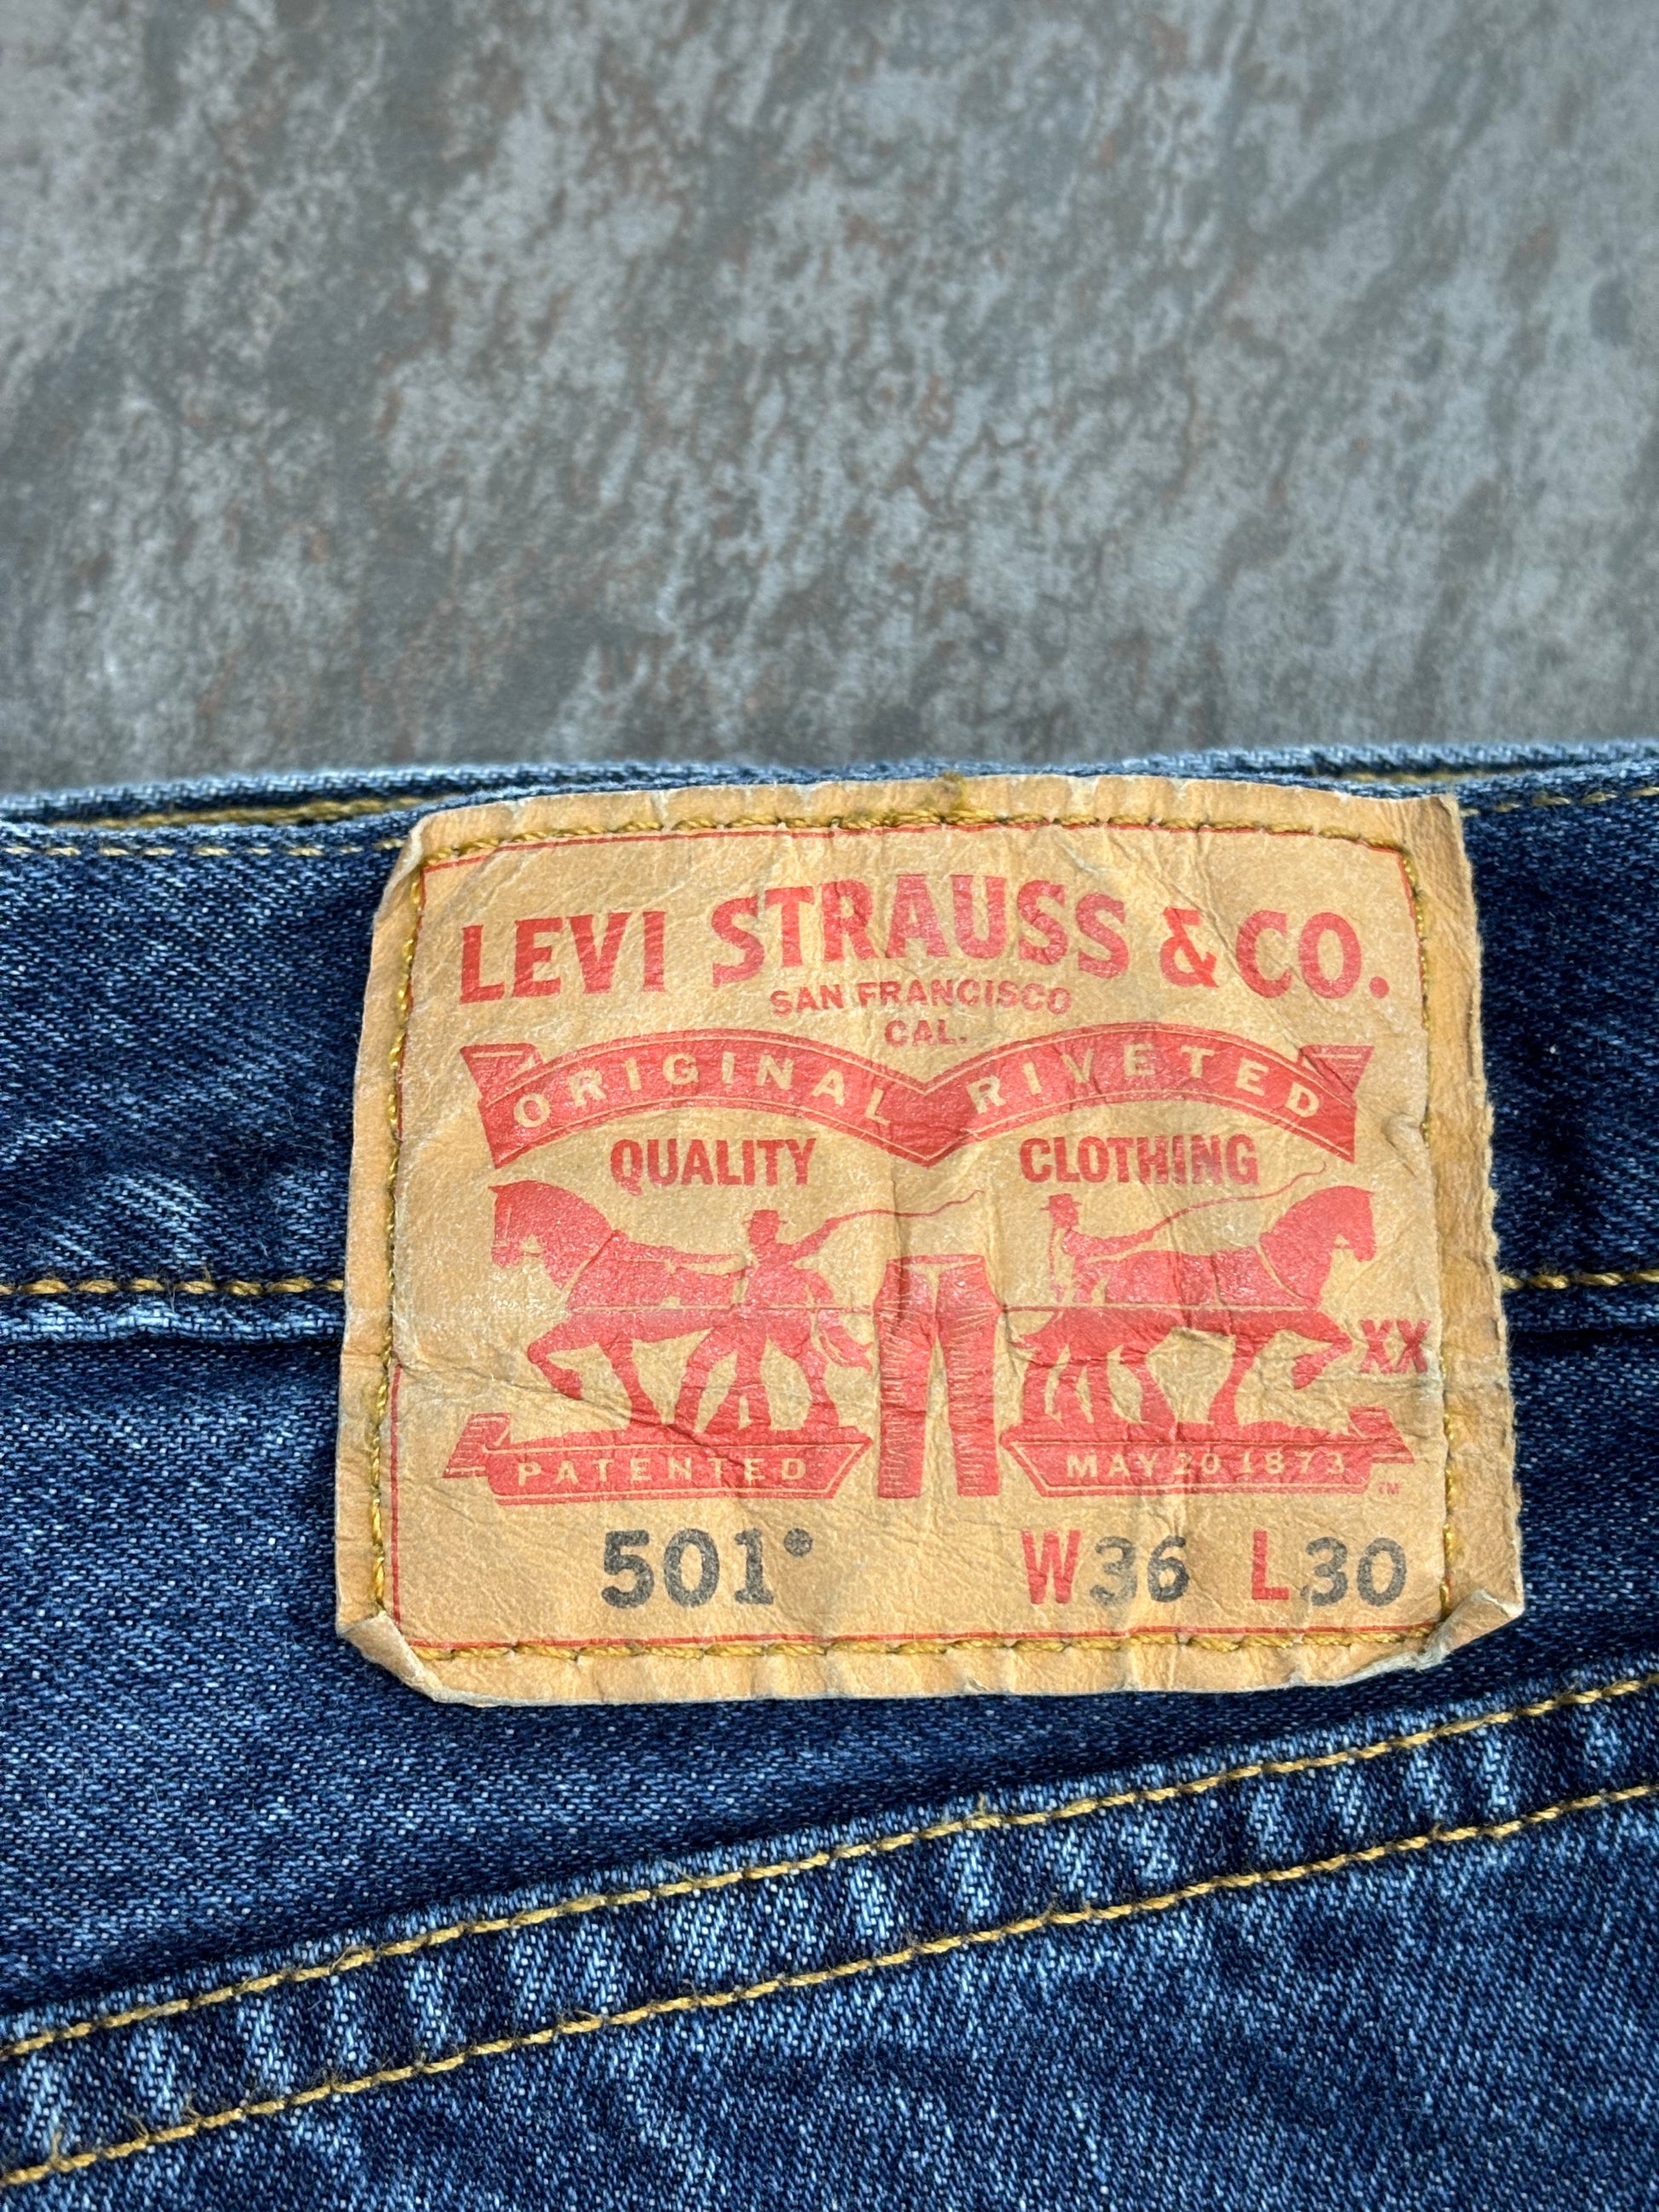 LEVI STRAUSS & CO.
SAN FRANCISCO
CAL.
ORIGINAL RIVETED
QUALITY CLOTHING
XX
PATENTED MAY 20 1873 ™
501® W36 L30